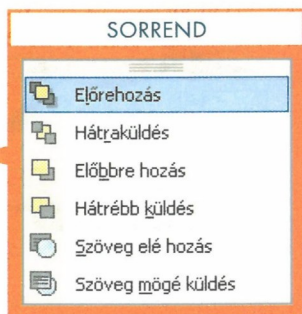 SORREND
Előrehozás
Hátraküldés
Előbbre hozás
Hátrébb küldés
Szöveg elé hozás
Szöveg mögé küldés